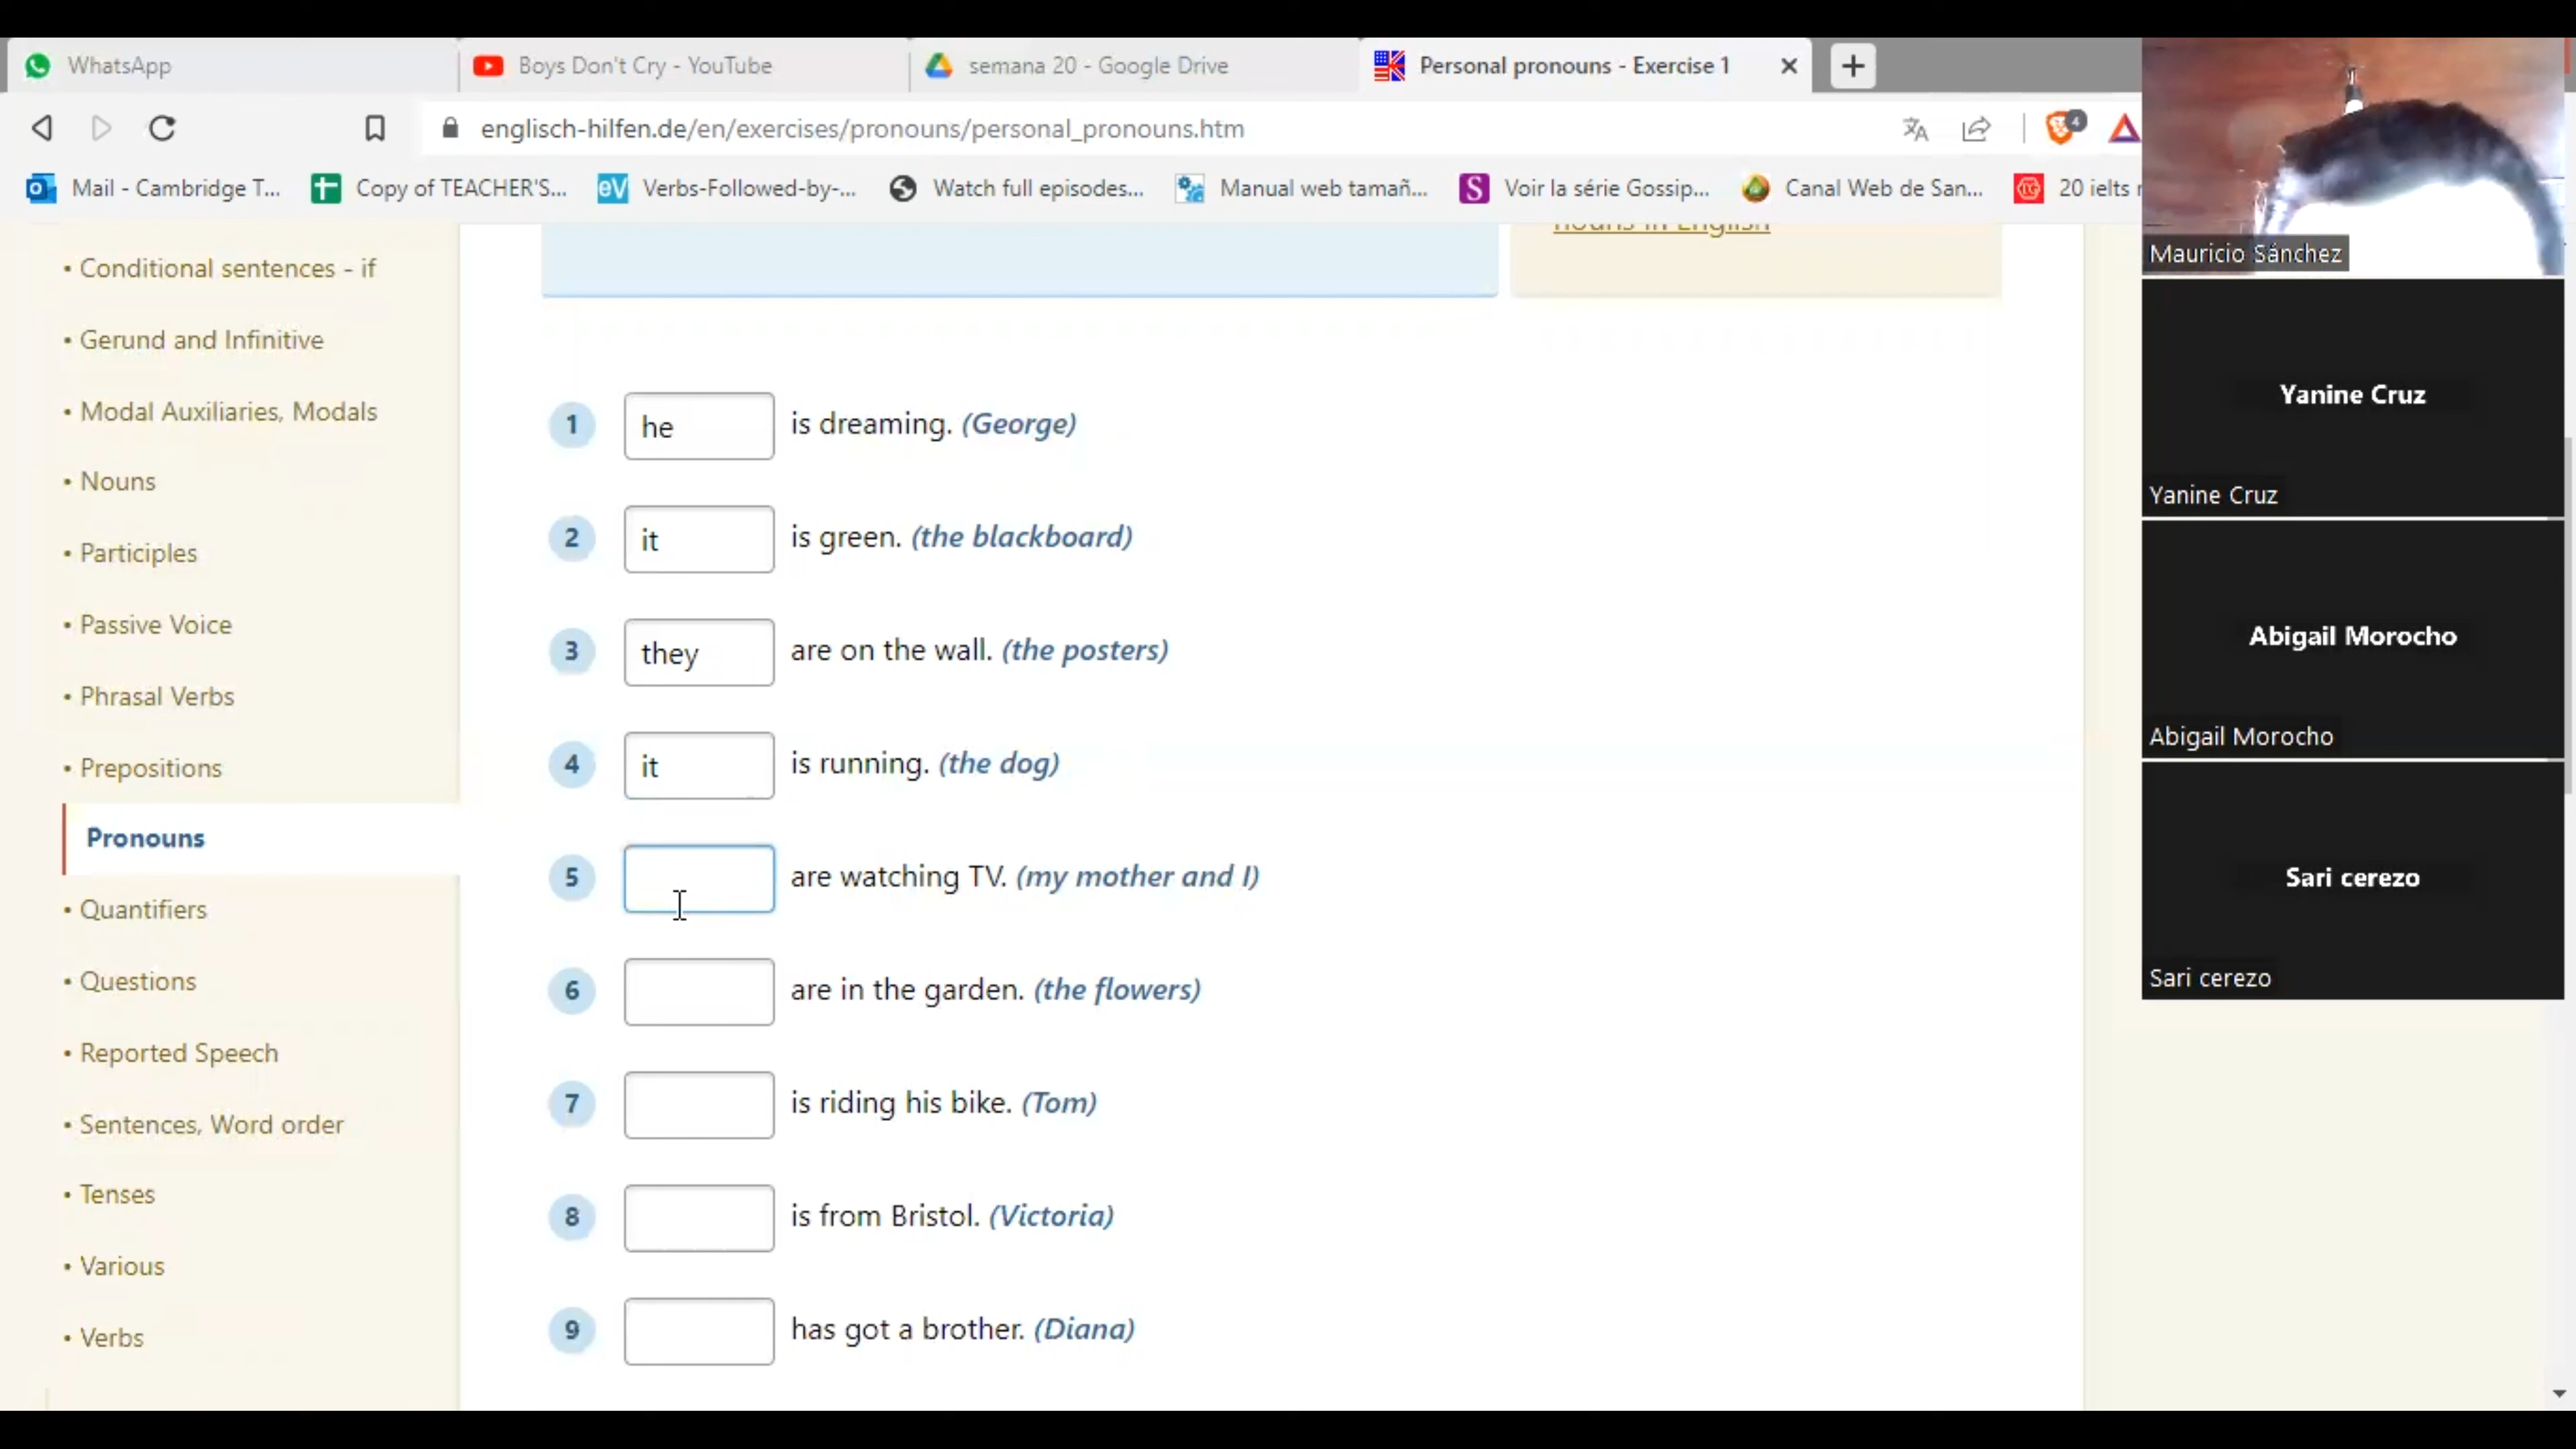 WhatsApp
Boys Don't Cry - YouTube
semana 20 - Google Drive
Personal pronouns - Exercise 1
englisch-hilfen.de/en/exercises/pronouns/personal_pronouns.htm
4
Mail - Cambridge T...
Copy of TEACHER'S...
eV
Verbs-Followed-by-...
Watch full episodes...
Manual web tamañ...
S
Voir la série Gossip...
Canal Web de San...
TG
20 ielts
nouns in English
• Conditional sentences - if
• Gerund and Infinitive
• Modal Auxiliaries, Modals
• Nouns
• Participles
• Passive Voice
• Phrasal Verbs
• Prepositions
Pronouns
• Quantifiers
• Questions
• Reported Speech
• Sentences, Word order
• Tenses
• Various
• Verbs
1 he is dreaming. (George)
2 it is green. (the blackboard)
3 they are on the wall. (the posters)
4 it is running. (the dog)
5 are watching TV. (my mother and I)
6 are in the garden. (the flowers)
7 is riding his bike. (Tom)
8 is from Bristol. (Victoria)
9 has got a brother. (Diana)
Mauricio Sánchez
Yanine Cruz
Yanine Cruz
Abigail Morocho
Abigail Morocho
Sari cerezo
Sari cerezo